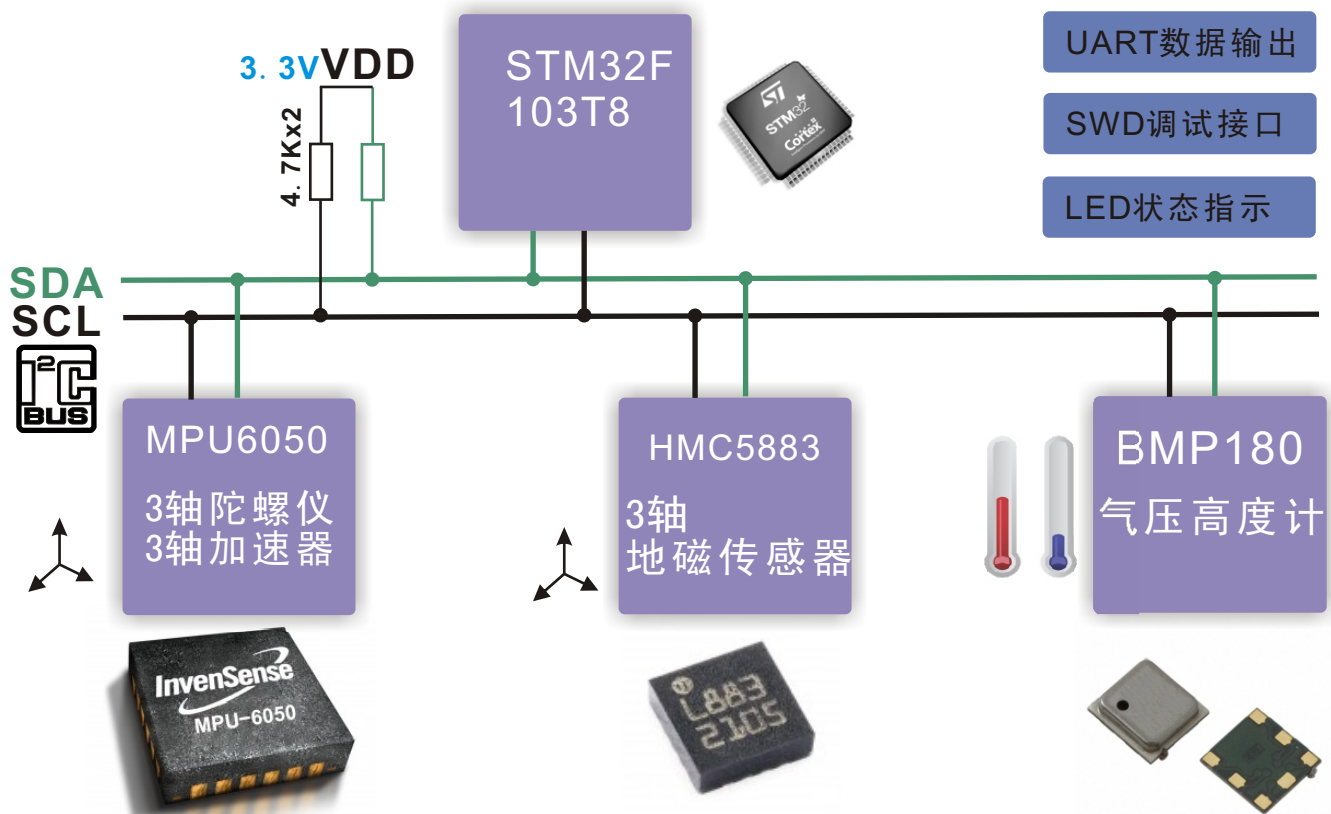 3. 3VVDD
4. 7Kx2
STM32F
103T8
ST
STM32
Cortex
UART数据输出
SWD调试接口
LED状态指示
SDA
SCL
I2C
BUS
MPU6050
3轴陀螺仪
3轴加速器
HMC5883
3轴
地磁传感器
BMP180
气压高度计
InvenSense
MPU-6050
L883
2105